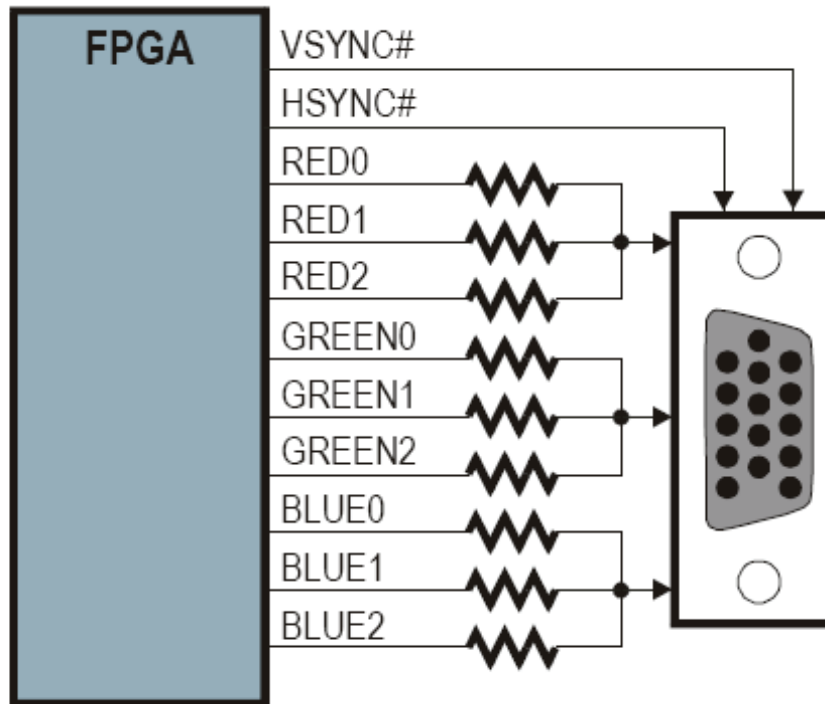 FPGA
VSYNC#
HSYNC#
RED0
RED1
RED2
GREEN0
GREEN1
GREEN2
BLUE0
BLUE1
BLUE2